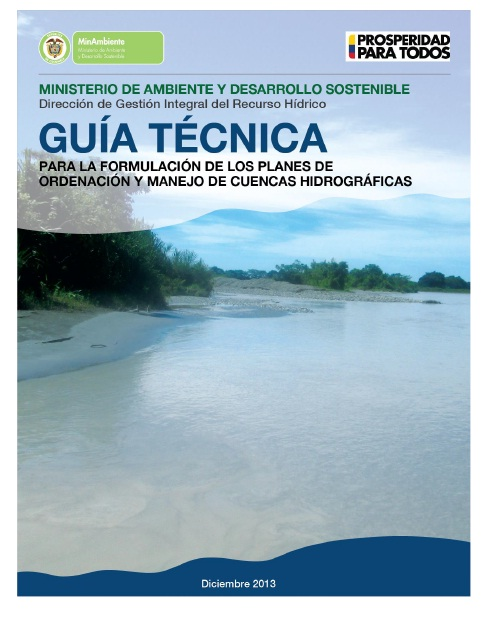 MinAmbiente
Ministerio de Ambiente
y Desarrollo Sostenible
PROSPERIDAD
PARA TODOS
MINISTERIO DE AMBIENTE Y DESARROLLO SOSTENIBLE
Dirección de Gestión Integral del Recurso Hídrico
GUÍA TÉCNICA
PARA LA FORMULACIÓN DE LOS PLANES DE
ORDENACIÓN Y MANEJO DE CUENCAS HIDROGRÁFICAS
Diciembre 2013